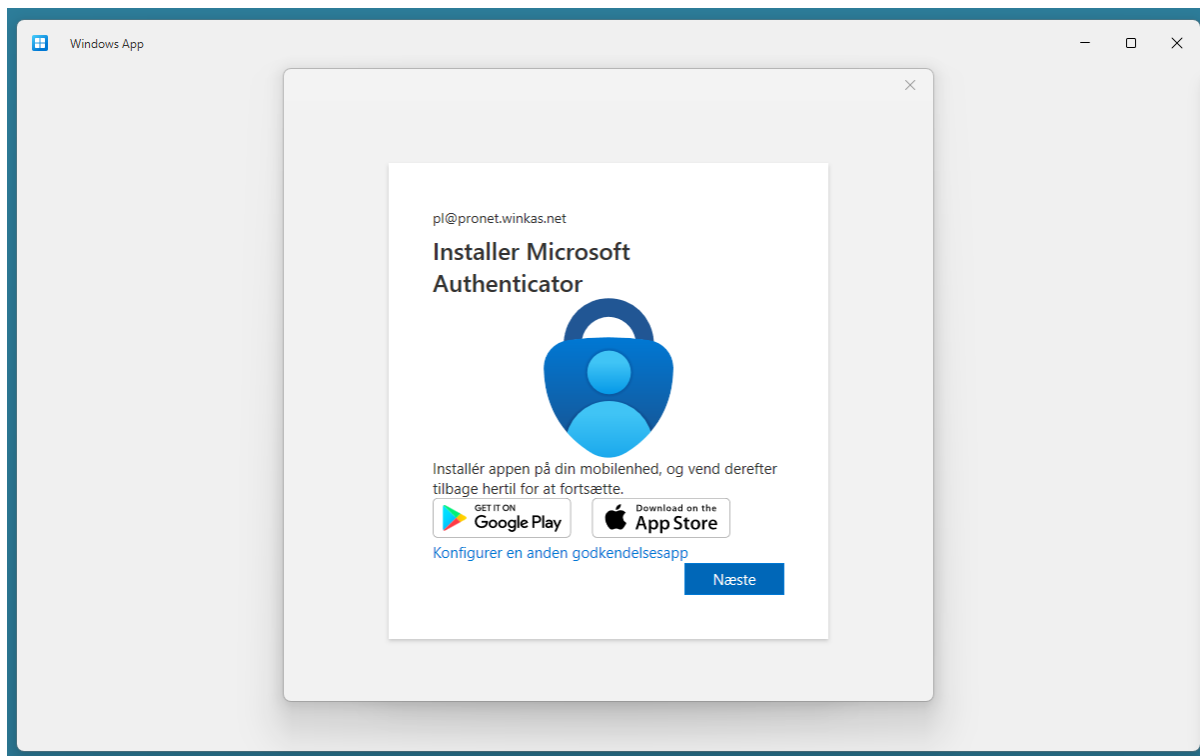 Windows App
pl@pronet.winkas.net
Installer Microsoft
Authenticator
Installér appen på din mobilenhed, og vend derefter
tilbage hertil for at fortsætte.
GET IT ON
Google Play
Download on the
App Store
Konfigurer en anden godkendelsesapp
Næste